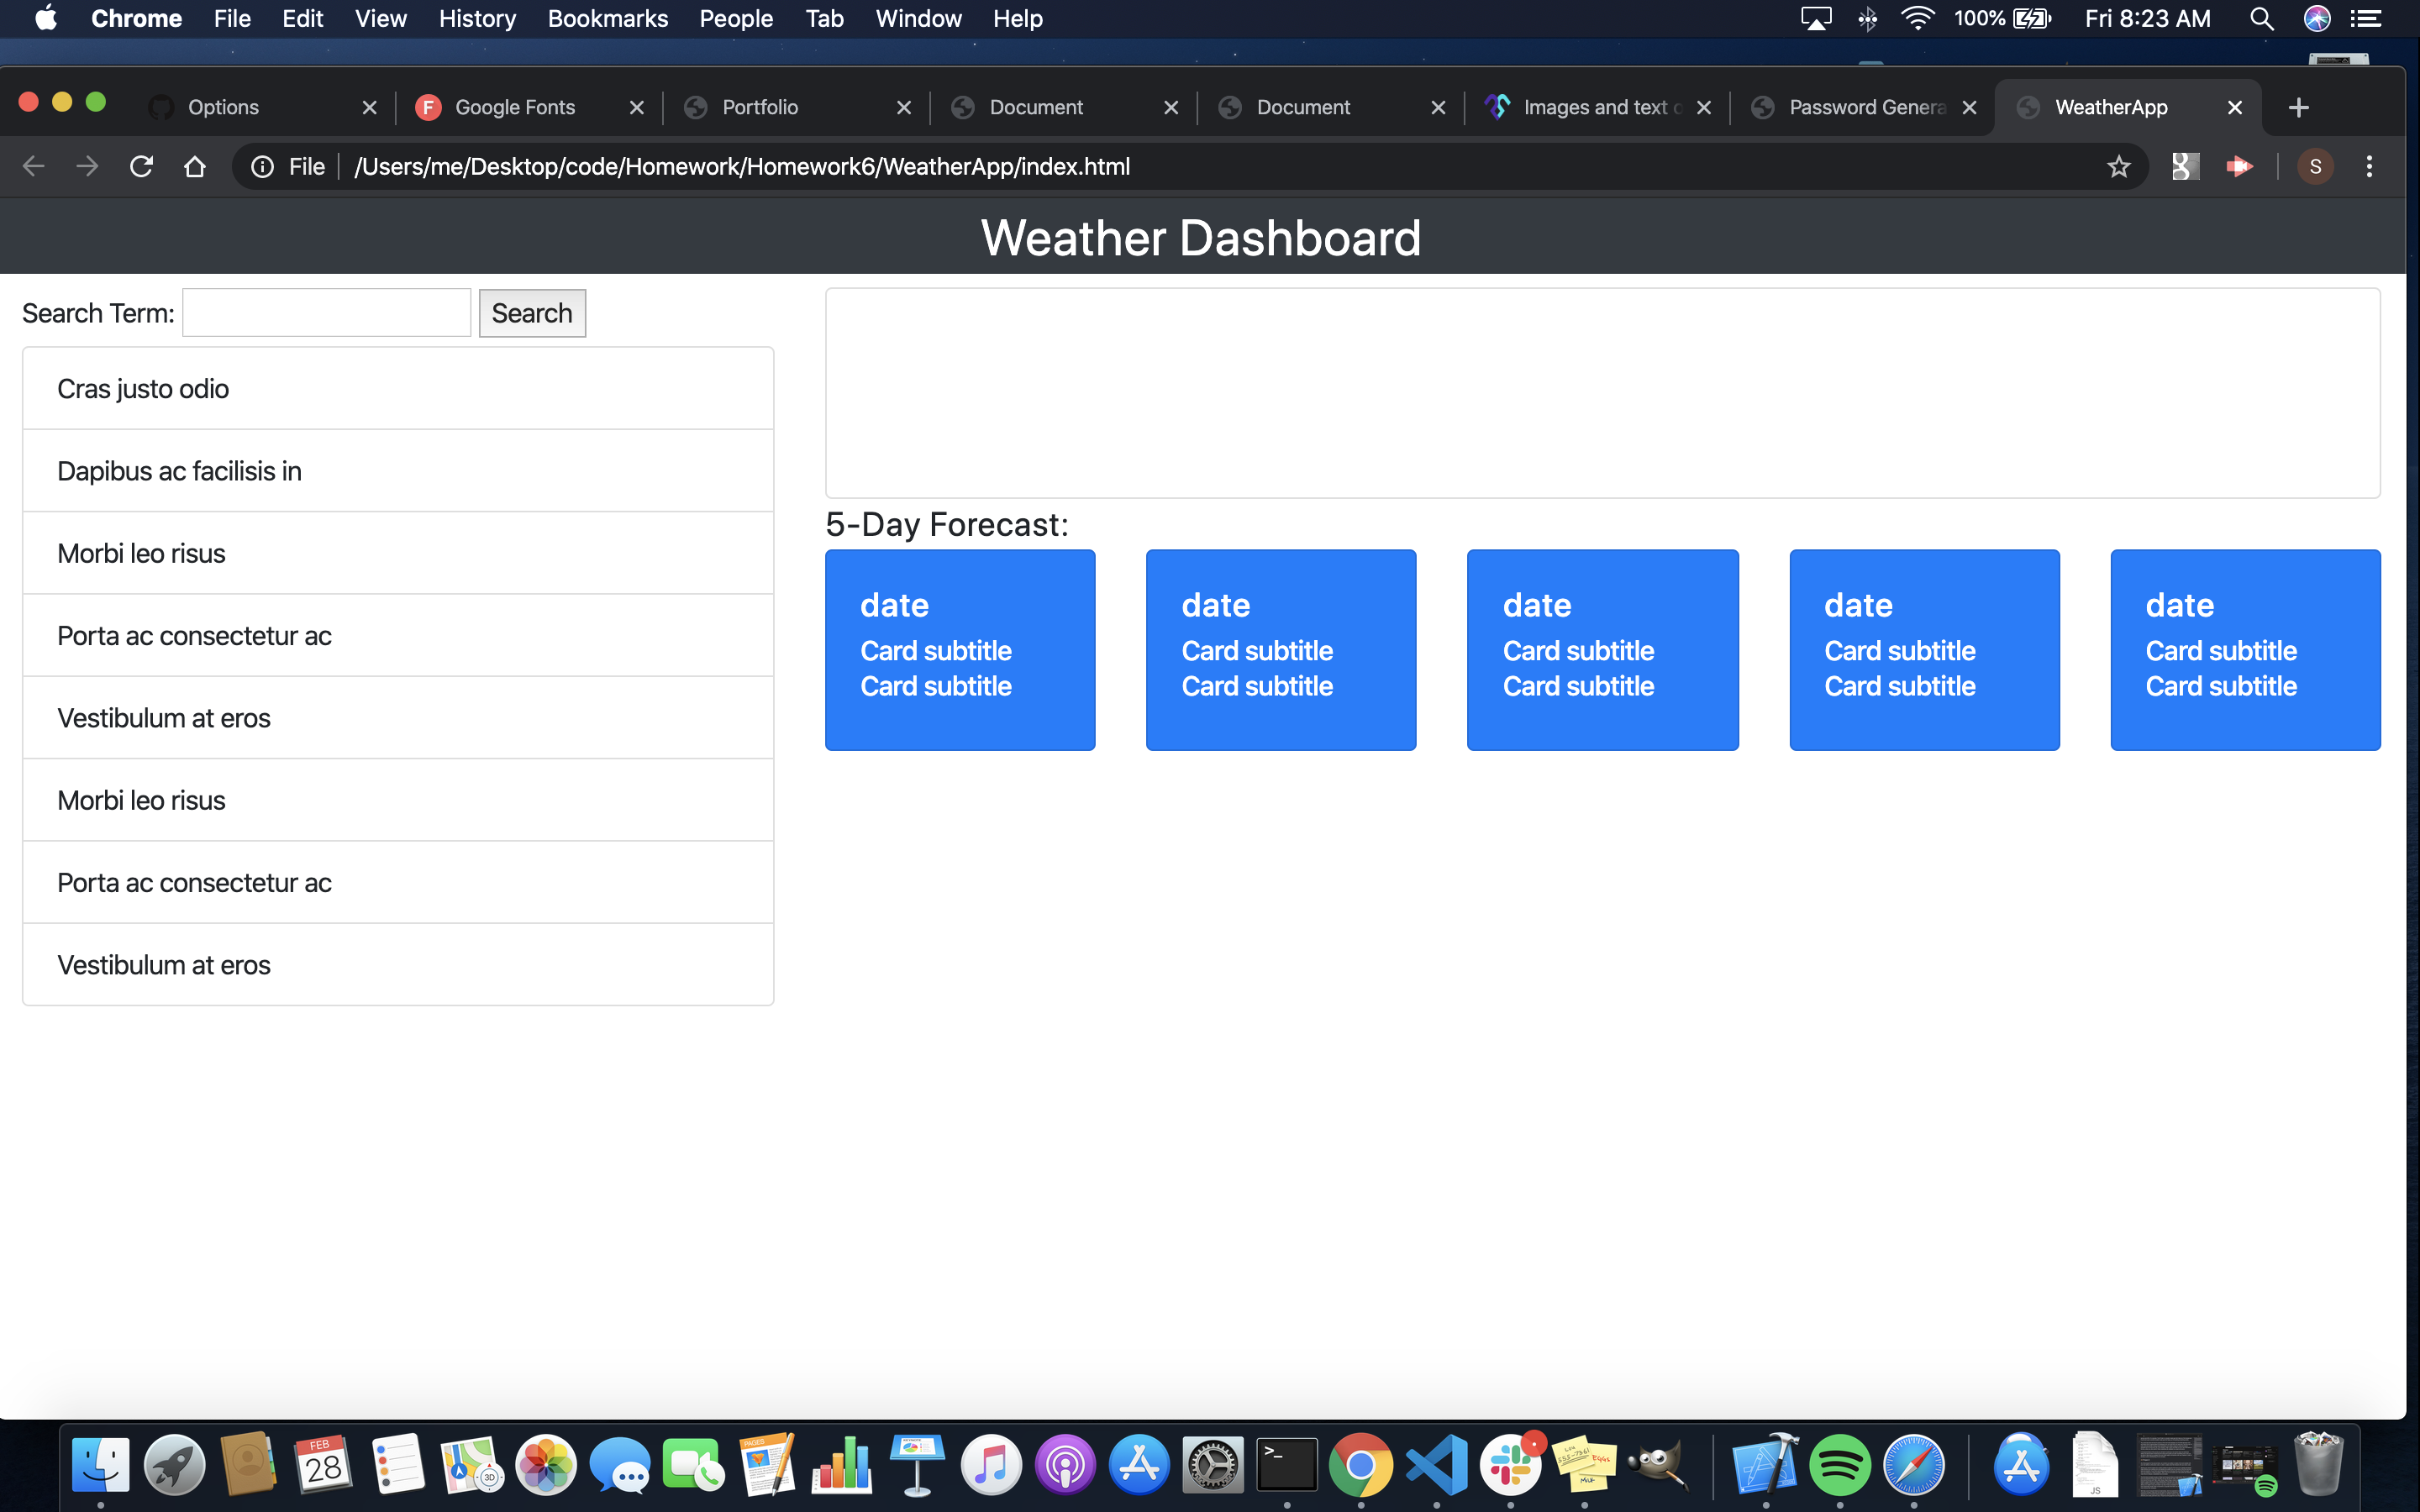 Chrome File Edit View History Bookmarks People Tab Window Help 100% Fri 8:23 AM
Options Google Fonts Portfolio Document Document Images and text Password Genera WeatherApp
File /Users/me/Desktop/code/Homework/Homework6/WeatherApp/index.html S
Weather Dashboard
Search Term: Search
Cras justo odio
Dapibus ac facilisis in
Morbi leo risus
Porta ac consectetur ac
Vestibulum at eros
Morbi leo risus
Porta ac consectetur ac
Vestibulum at eros
5-Day Forecast:
date date date date date
Card subtitle Card subtitle Card subtitle Card subtitle Card subtitle
Card subtitle Card subtitle Card subtitle Card subtitle Card subtitle
FEB
28
3D
PAGES
EGGS
MILK
JS